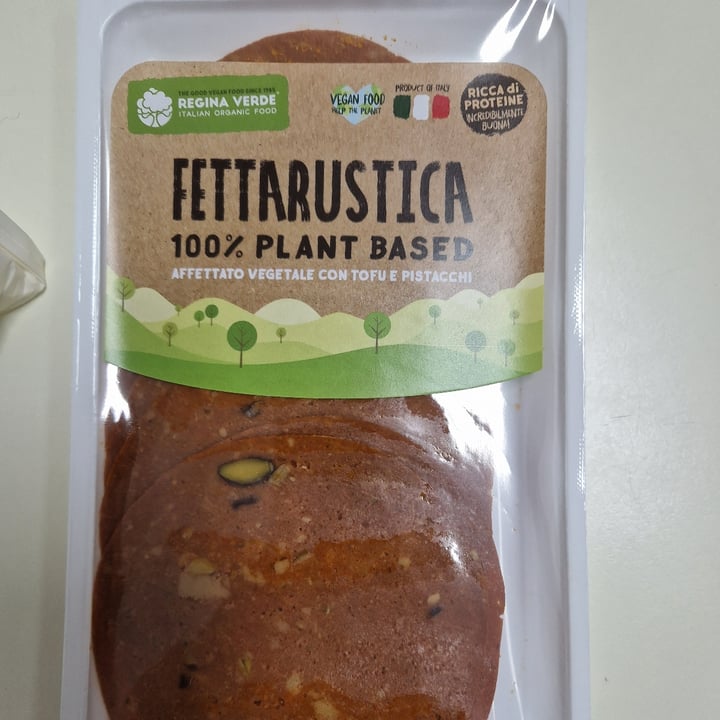 THE GOOD VEGAN FOOD SINCE 1985
REGINA VERDE
ITALIAN ORGANIC FOOD
VEGAN FOOD
HELP THE PLANET
PRODUCT OF ITALY
RICCA di
PROTEINE
INCREDIBILMENTE
BUONA!
FETTARUSTICA
100% PLANT BASED
AFFETTATO VEGETALE CON TOFU E PISTACCHI